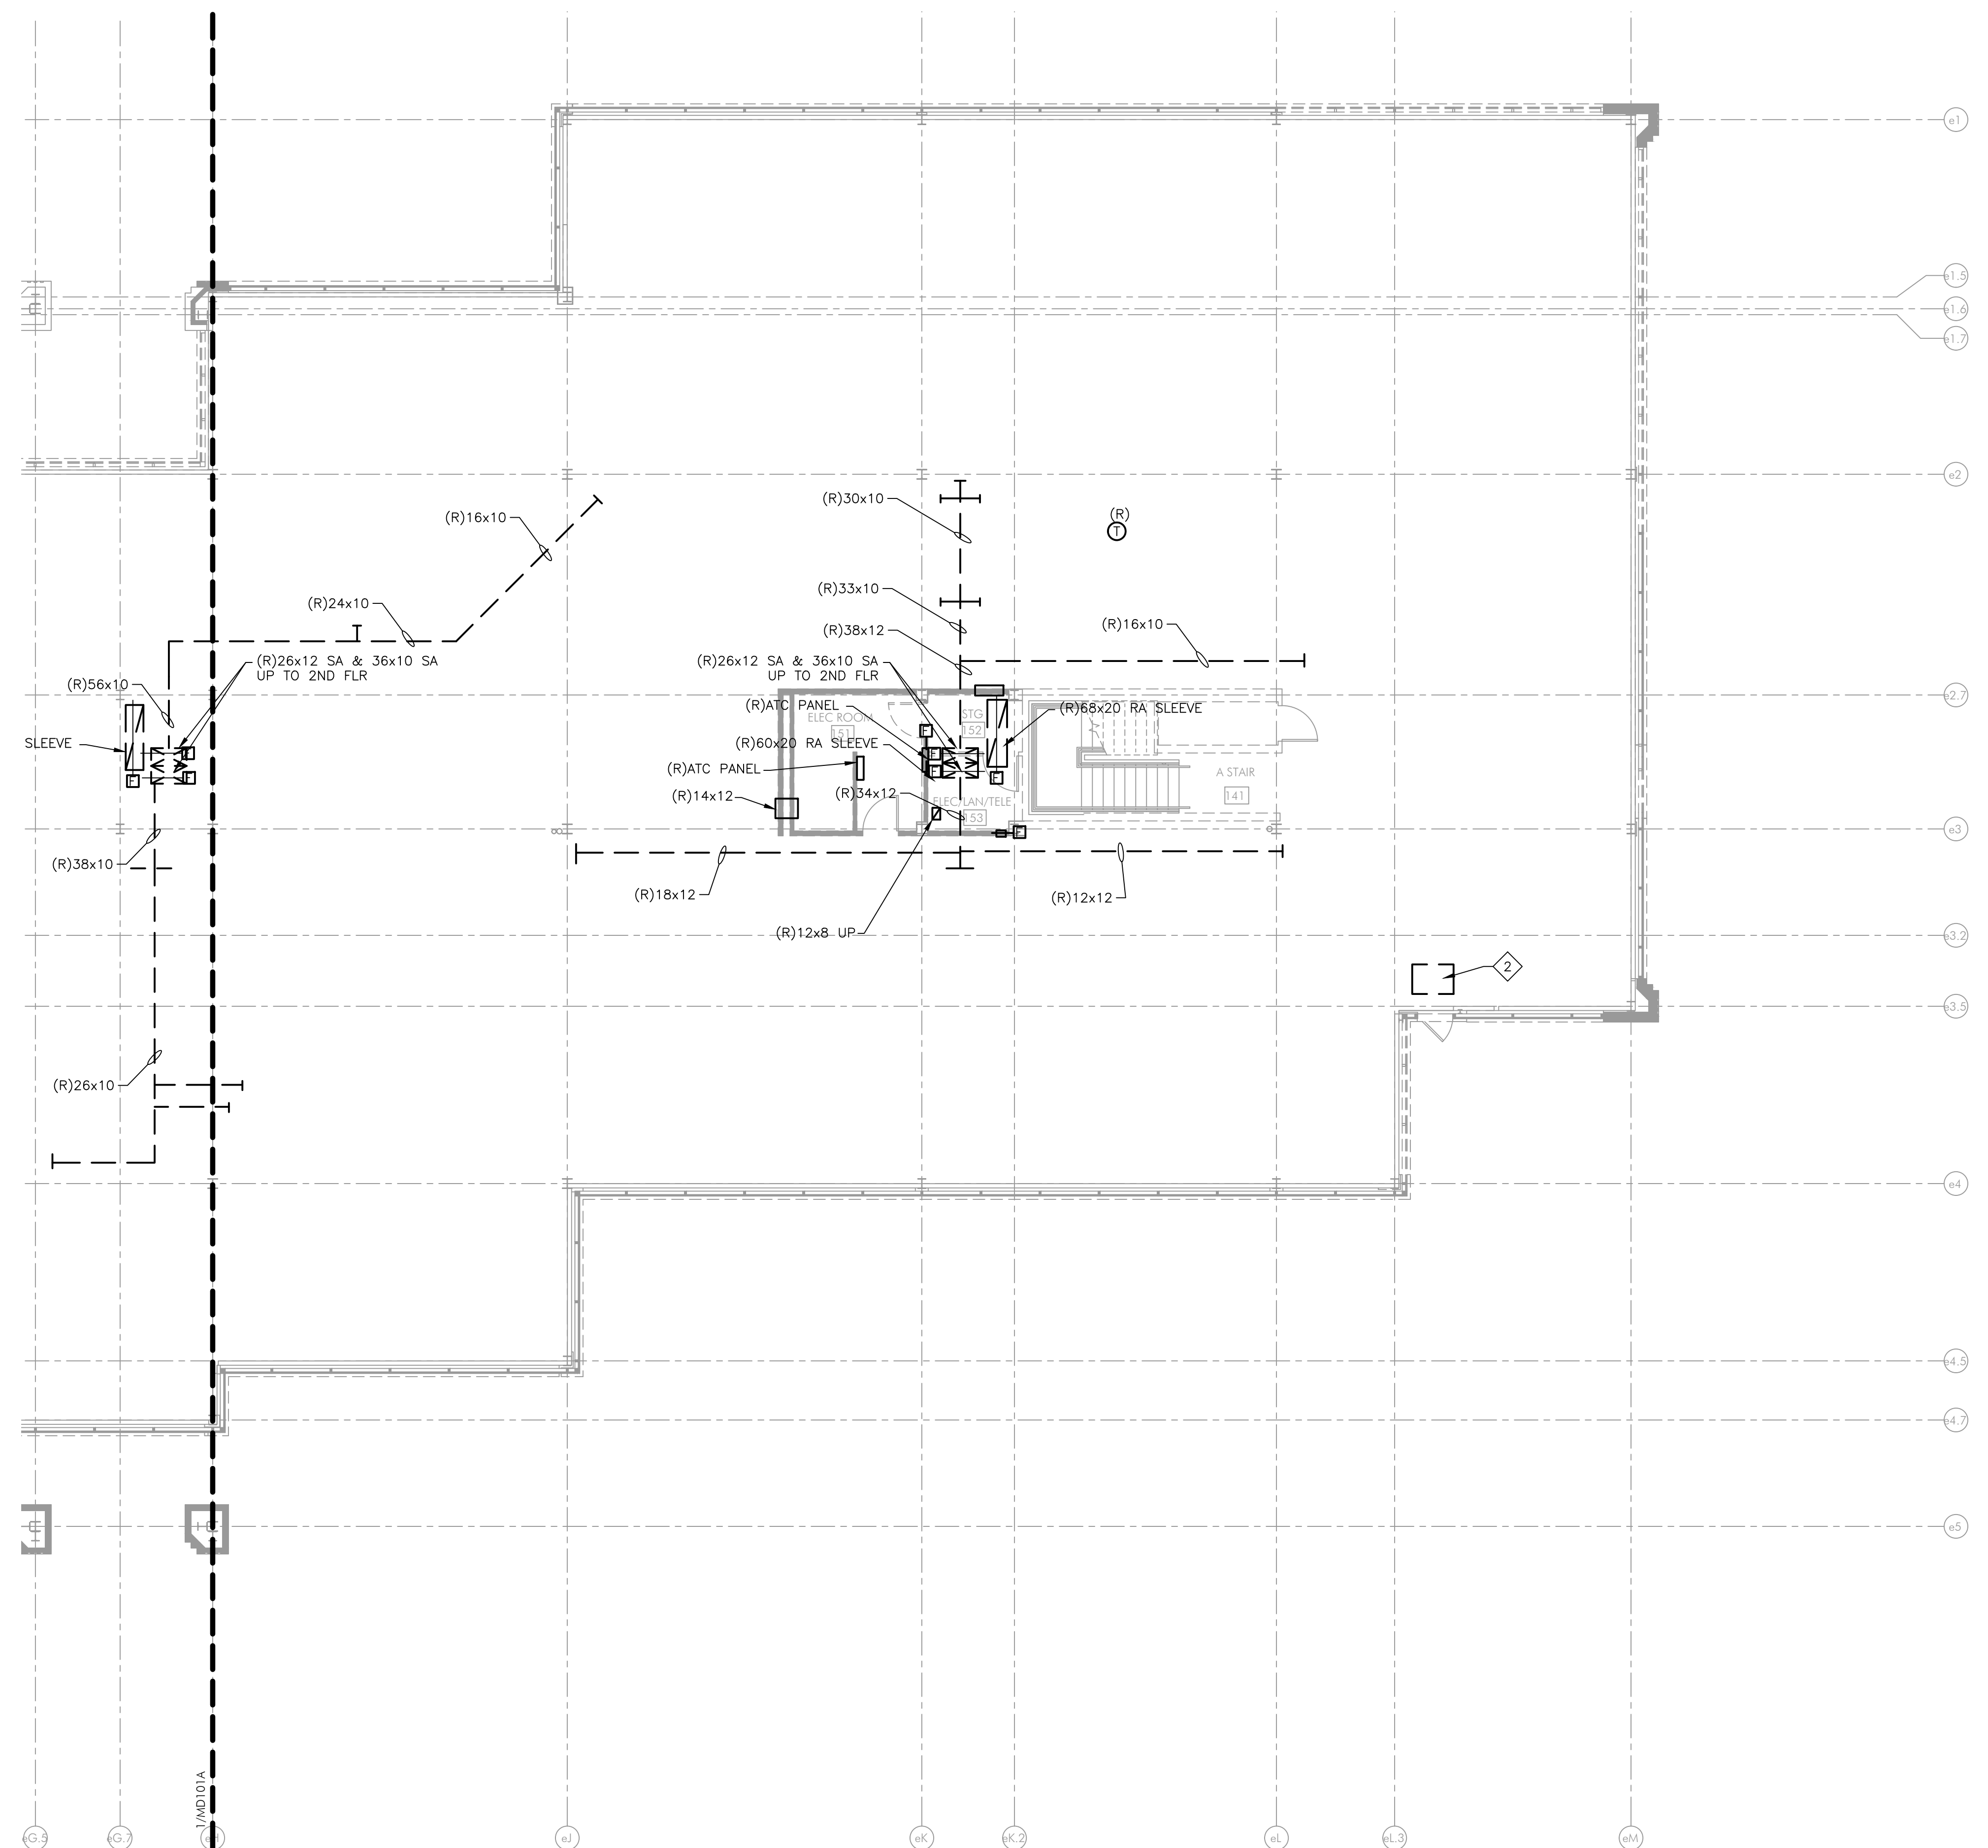 e1
e1.5
e1.6
e1.7
e2
(R)30x10
(R)16x10
(R)
T
(R)33x10
(R)24x10
(R)38x12
(R)16x10
(R)26x12 SA & 36x10 SA
UP TO 2ND FLR
(R)26x12 SA & 36x10 SA
UP TO 2ND FLR
(R)56x10
e2.7
(R)ATC PANEL
(R)68x20 RA SLEEVE
ELEC ROOM
151
STG
152
SLEEVE
(R)60x20 RA SLEEVE
(R)ATC PANEL
A STAIR
141
(R)14x12
(R)34x12
ELEC/LAN/TELE
153
F
F
F
F
F
F
F
F
e3
(R)38x10
(R)18x12
(R)12x12
(R)12x8 UP
e3.2
2
e3.5
(R)26x10
e4
e4.5
e4.7
e5
1/MD101A
eG.5
eG.7
eH
eJ
eK
eK.2
eL
eL.3
eM